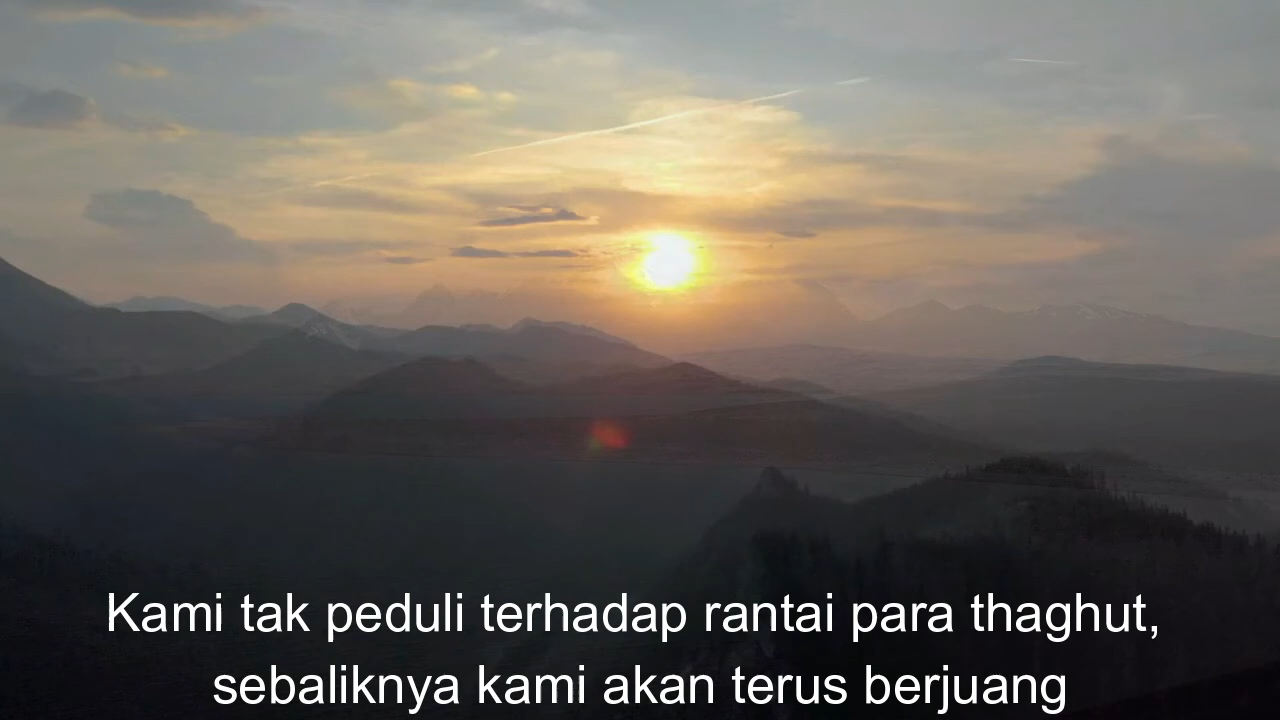 Kami tak peduli terhadap rantai para thaghut,
sebaliknya kami akan terus berjuang